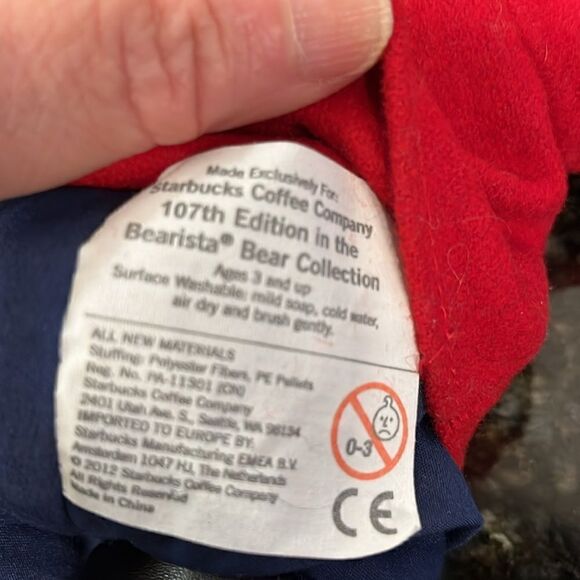 Made Exclusively For:
Starbucks Coffee Company
107th Edition in the
Bearista® Bear Collection
Ages 3 and up
Surface Washable: mild soap, cold water,
air dry and brush gently.
ALL NEW MATERIALS
Stuffing: Polyester Fibers, PE Pellets
Reg. No. PA-11301 (CN)
Starbucks Coffee Company
2401 Utah Ave. S., Seattle, WA 98134
IMPORTED TO EUROPE BY:
Starbucks Manufacturing EMEA B.V.
Amsterdam 1047 HJ, The Netherlands
© 2012 Starbucks Coffee Company
All Rights Reserved
Made in China
0-3
CE